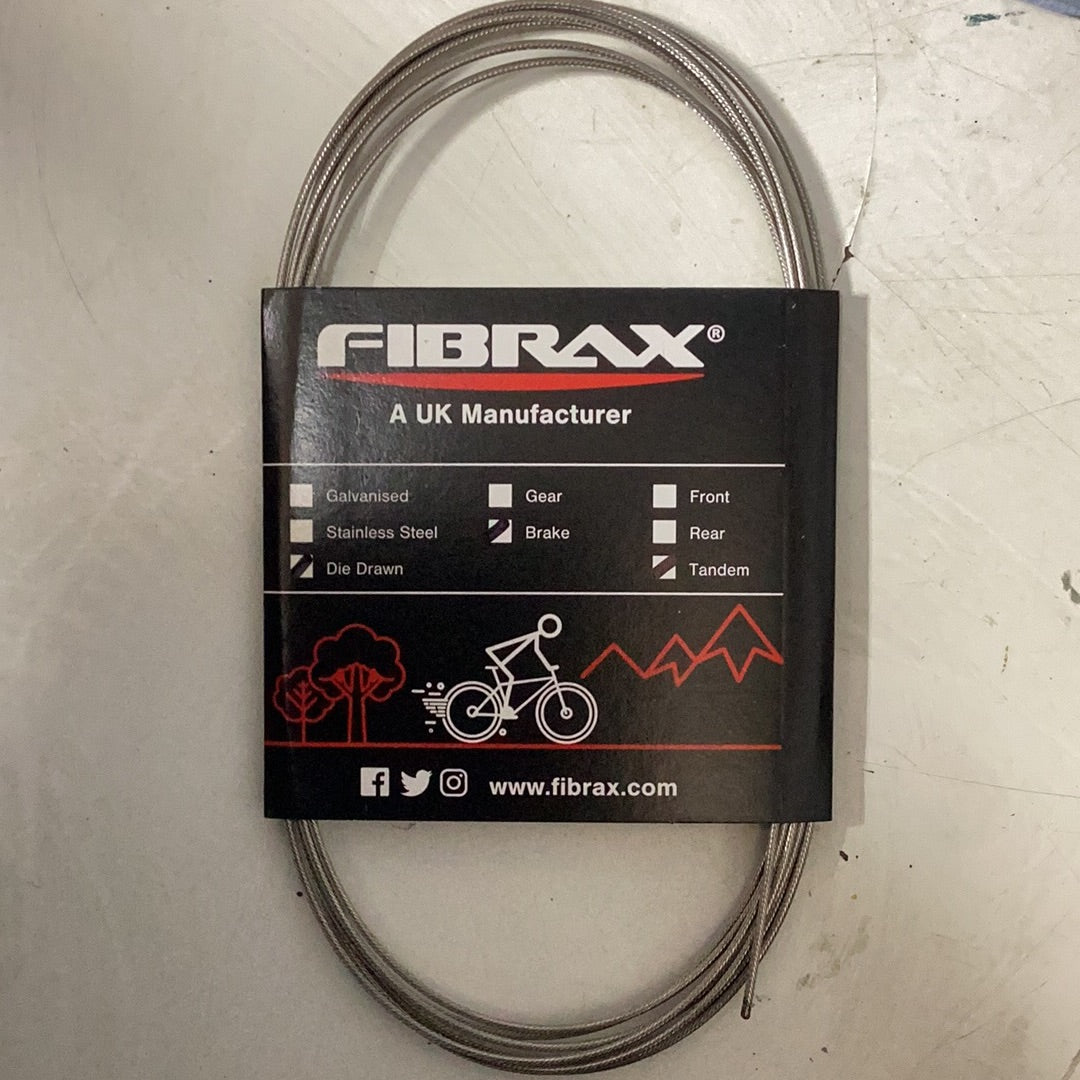 FIBRAX®
A UK Manufacturer
Galvanised Gear Front
Stainless Steel Brake Rear
Die Drawn Tandem
www.fibrax.com